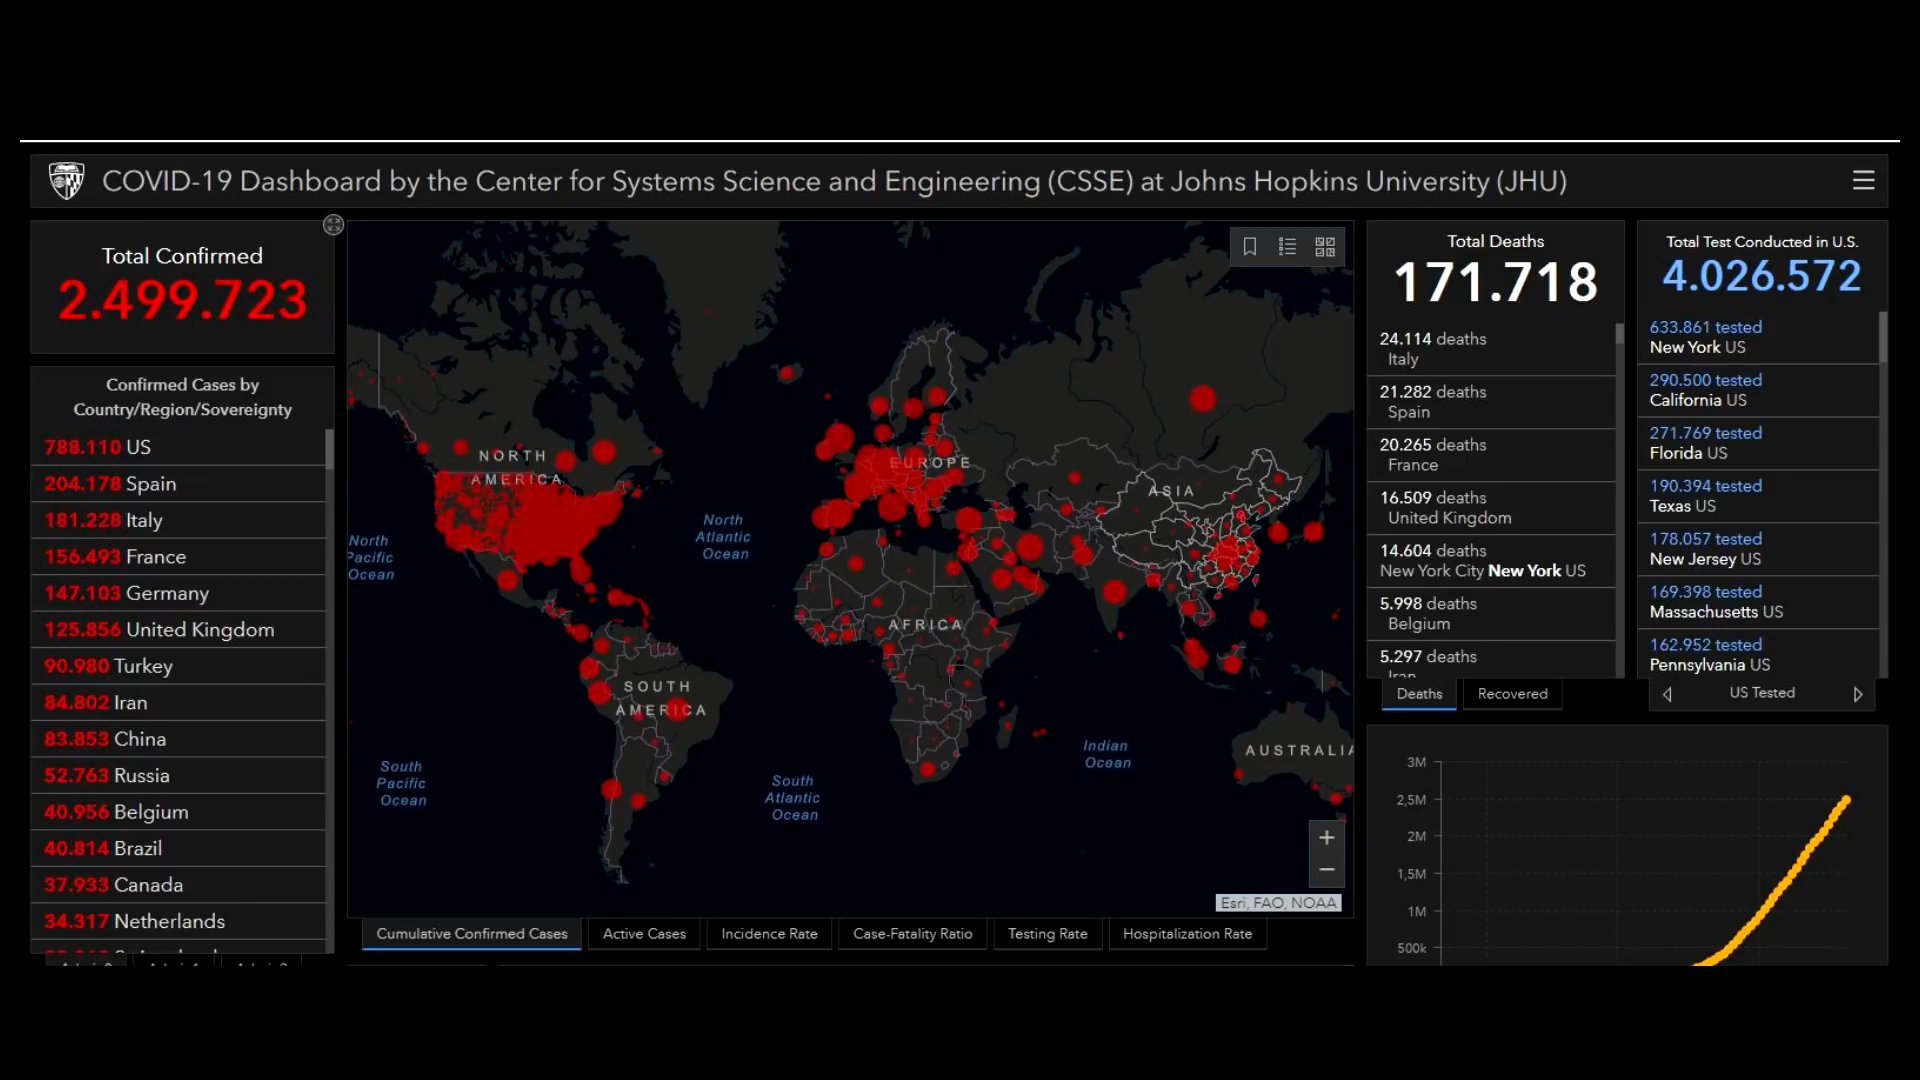 COVID-19 Dashboard by the Center for Systems Science and Engineering (CSSE) at Johns Hopkins University (JHU)
Total Confirmed
2.499.723
Confirmed Cases by
Country/Region/Sovereignty
788.110 US
204.178 Spain
181.228 Italy
156.493 France
147.103 Germany
125.856 United Kingdom
90.980 Turkey
84.802 Iran
83.853 China
52.763 Russia
40.956 Belgium
40.814 Brazil
37.933 Canada
34.317 Netherlands
NORTH
AMERICA
EUROPE
ASIA
North
Pacific
Ocean
North
Atlantic
Ocean
AFRICA
SOUTH
AMERICA
Indian
Ocean
AUSTRALIA
South
Pacific
Ocean
South
Atlantic
Ocean
+
−
Esri, FAO, NOAA
Cumulative Confirmed Cases
Active Cases
Incidence Rate
Case-Fatality Ratio
Testing Rate
Hospitalization Rate
Total Deaths
171.718
24.114 deaths
Italy
21.282 deaths
Spain
20.265 deaths
France
16.509 deaths
United Kingdom
14.604 deaths
New York City New York US
5.998 deaths
Belgium
5.297 deaths
Iran
Deaths
Recovered
Total Test Conducted in U.S.
4.026.572
633.861 tested
New York US
290.500 tested
California US
271.769 tested
Florida US
190.394 tested
Texas US
178.057 tested
New Jersey US
169.398 tested
Massachusetts US
162.952 tested
Pennsylvania US
US Tested
3M
2,5M
2M
1,5M
1M
500k